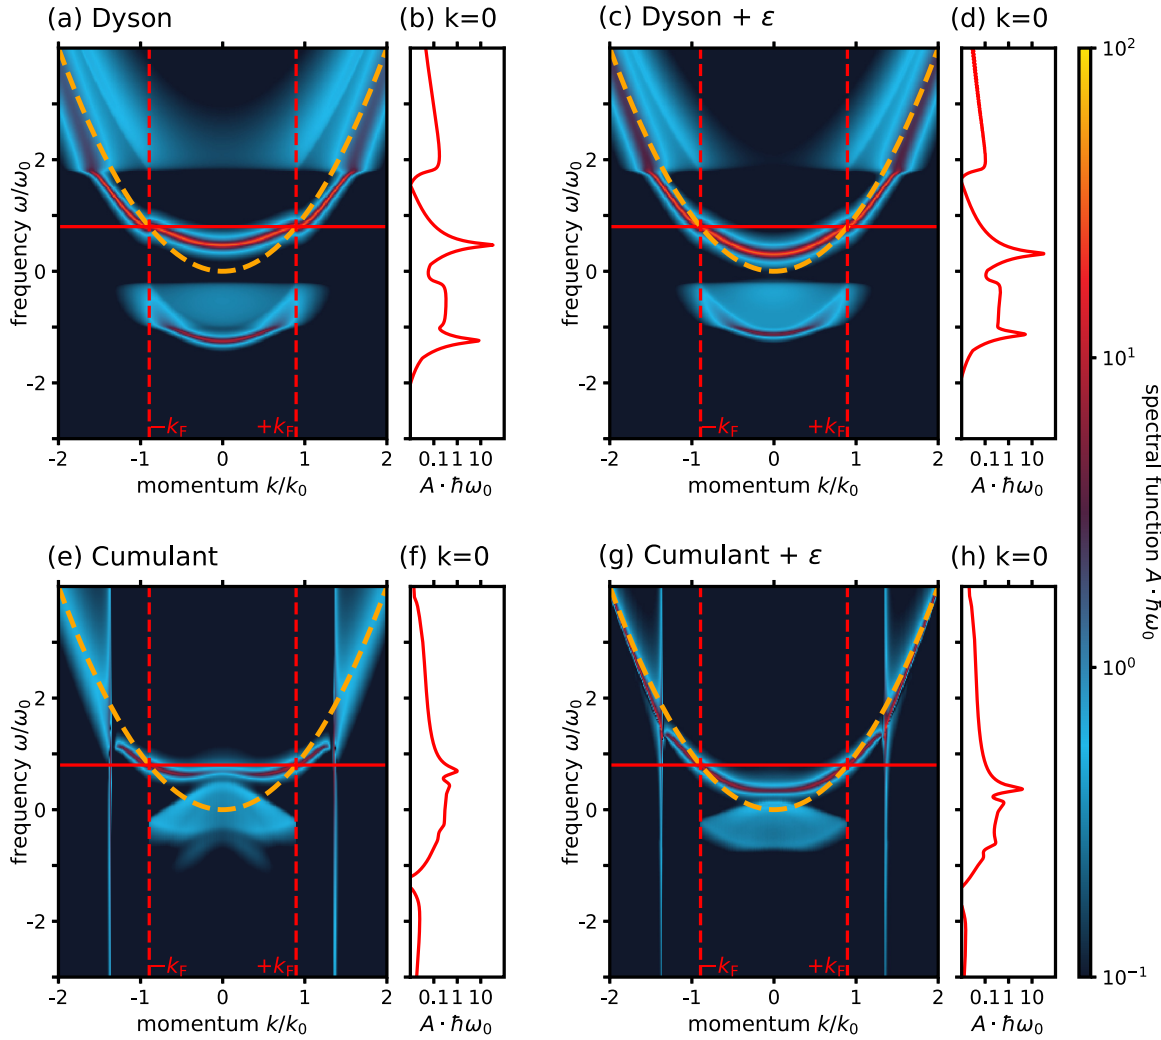 (a) Dyson
(b) k=0
(c) Dyson + ε
(d) k=0
frequency ω/ω₀
2
0
-2
−k_F
+k_F
-2 -1 0 1 2
momentum k/k₀
0.11 10
A · ħω₀
frequency ω/ω₀
2
0
-2
−k_F
+k_F
-2 -1 0 1 2
momentum k/k₀
0.11 10
A · ħω₀
(e) Cumulant
(f) k=0
(g) Cumulant + ε
(h) k=0
frequency ω/ω₀
2
0
-2
−k_F
+k_F
-2 -1 0 1 2
momentum k/k₀
0.11 10
A · ħω₀
frequency ω/ω₀
2
0
-2
−k_F
+k_F
-2 -1 0 1 2
momentum k/k₀
0.11 10
A · ħω₀
10²
10¹
10⁰
10⁻¹
spectral function A · ħω₀